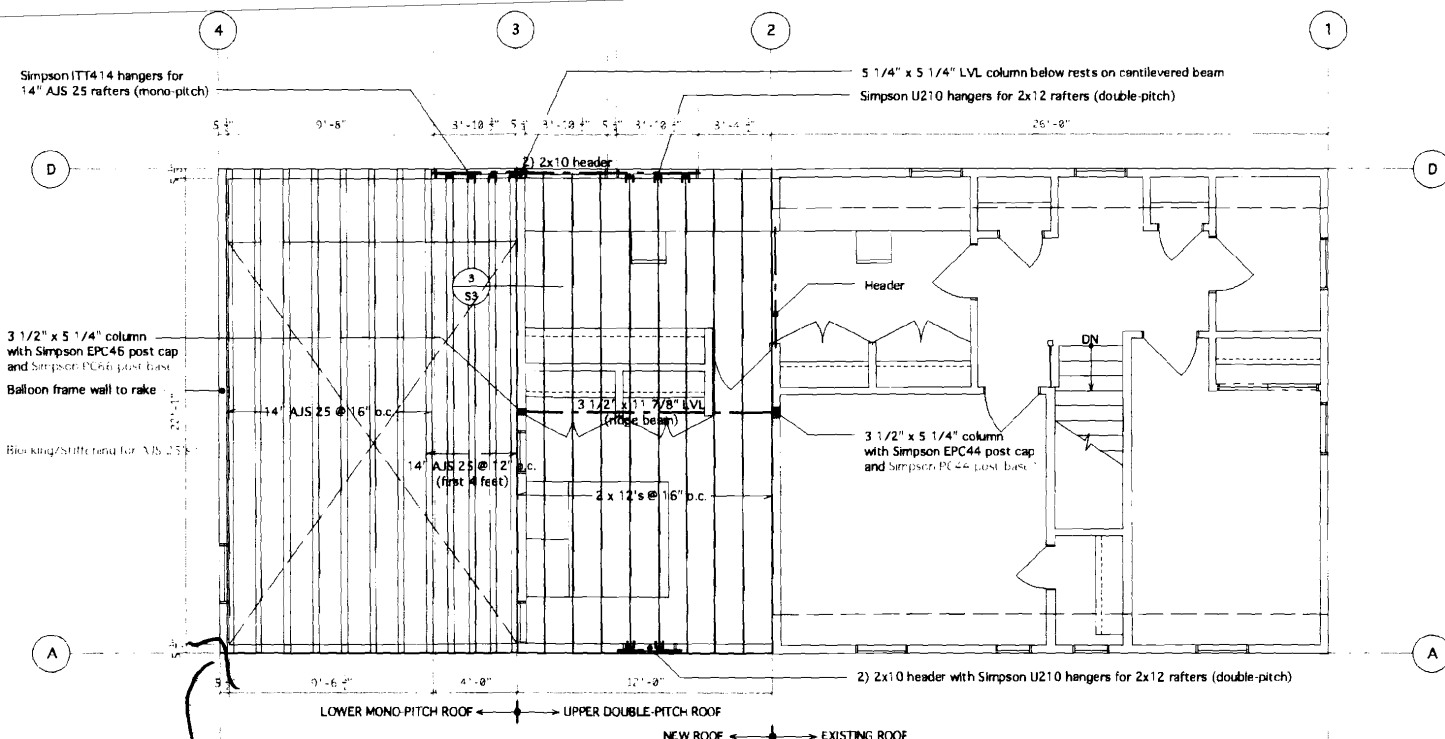 4
3
2
1
Simpson ITT414 hangers for
14" AJS 25 rafters (mono-pitch)
5 1/4" x 5 1/4" LVL column below rests on cantilevered beam
Simpson U210 hangers for 2x12 rafters (double-pitch)
9'-8"
26'-0"
D
2) 2x10 header
D
3
S3
Header
3 1/2" x 5 1/4" column
with Simpson EPC46 post cap
and Simpson PC66 post base
DN
Balloon frame wall to rake
14" AJS 25 @ 16" o.c.
3 1/2" x 11 7/8" LVL
(ridge beam)
3 1/2" x 5 1/4" column
with Simpson EPC44 post cap
and Simpson PC44 post base
Blocking/Stiffening for AJS 25's
14" AJS 25 @ 12" o.c.
(first 4 feet)
2 x 12's @ 16" o.c.
A
A
4'-0"
12'-0"
2) 2x10 header with Simpson U210 hangers for 2x12 rafters (double-pitch)
LOWER MONO-PITCH ROOF
UPPER DOUBLE-PITCH ROOF
NEW ROOF
EXISTING ROOF